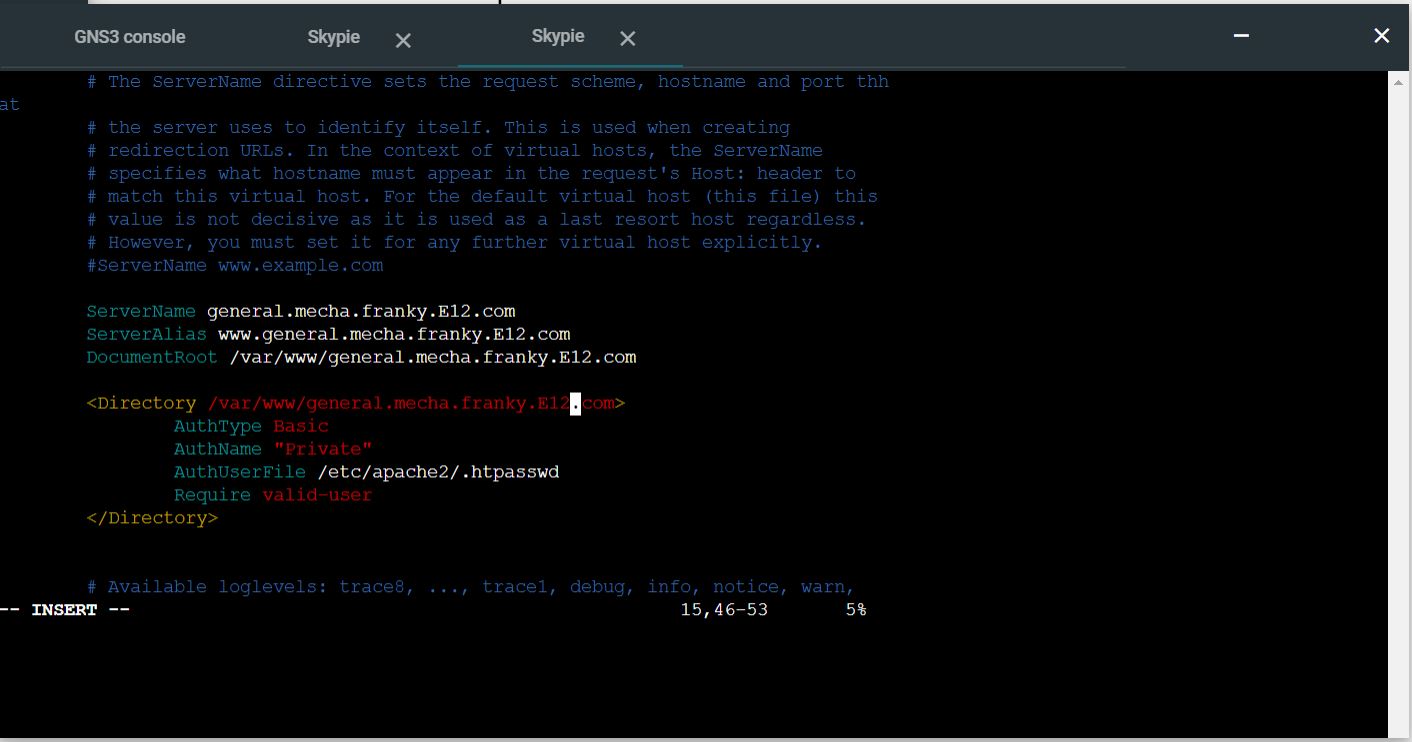 GNS3 console Skypie Skypie
# The ServerName directive sets the request scheme, hostname and port thh
at
# the server uses to identify itself. This is used when creating
# redirection URLs. In the context of virtual hosts, the ServerName
# specifies what hostname must appear in the request's Host: header to
# match this virtual host. For the default virtual host (this file) this
# value is not decisive as it is used as a last resort host regardless.
# However, you must set it for any further virtual host explicitly.
#ServerName www.example.com
ServerName general.mecha.franky.E12.com
ServerAlias www.general.mecha.franky.E12.com
DocumentRoot /var/www/general.mecha.franky.E12.com
<Directory /var/www/general.mecha.franky.E12.com>
AuthType Basic
AuthName "Private"
AuthUserFile /etc/apache2/.htpasswd
Require valid-user
</Directory>
# Available loglevels: trace8, ..., trace1, debug, info, notice, warn,
-- INSERT -- 15,46-53 5%